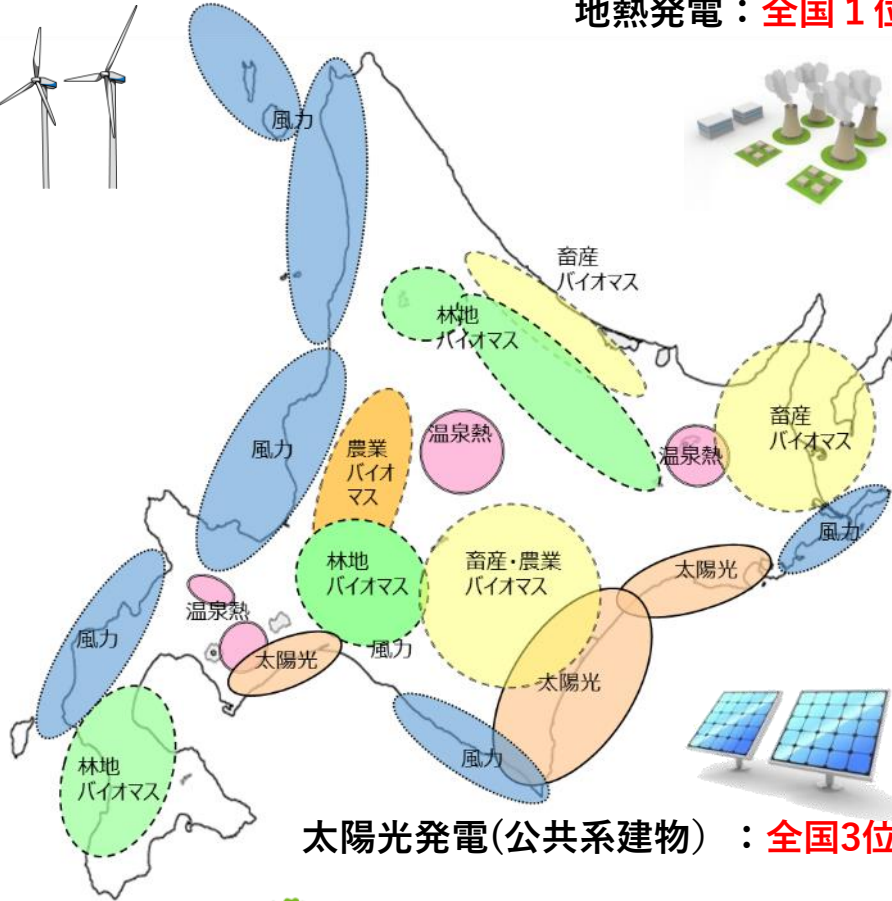 地熱発電：全国１位
風力
畜産
バイオマス
林地
バイオマス
畜産
バイオマス
風力
農業
バイオ
マス
温泉熱
温泉熱
風力
林地
バイオマス
畜産・農業
バイオマス
太陽光
温泉熱
風力
太陽光
風力
太陽光
風力
林地
バイオマス
太陽光発電(公共系建物）：全国3位